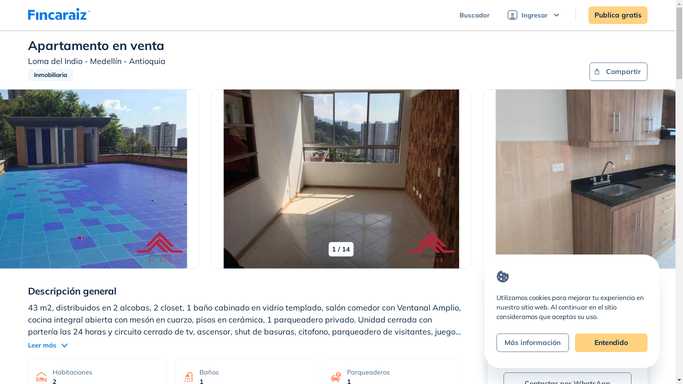 Fincaraiz
Buscador
Ingresar
Publica gratis
Apartamento en venta
Loma del Indio - Medellín - Antioquia
Inmobiliaria
Compartir
1 / 14
Descripción general
43 m2, distribuidos en 2 alcobas, 2 closet, 1 baño cabinado en vidrio templado, salón comedor con Ventanal Amplio,
cocina integral abierta con mesón en cuarzo, pisos en cerámica, 1 parqueadero privado. Unidad cerrada con
portería las 24 horas y circuito cerrado de tv, ascensor, shut de basuras, citofono, parqueadero de visitantes, juego...
Leer más
Habitaciones
2
Baños
1
Parqueaderos
1
Utilizamos cookies para mejorar tu experiencia en
nuestro sitio web. Al continuar en el sitio
consideramos que aceptas su uso.
Más información
Entendido
Contactar por WhatsApp